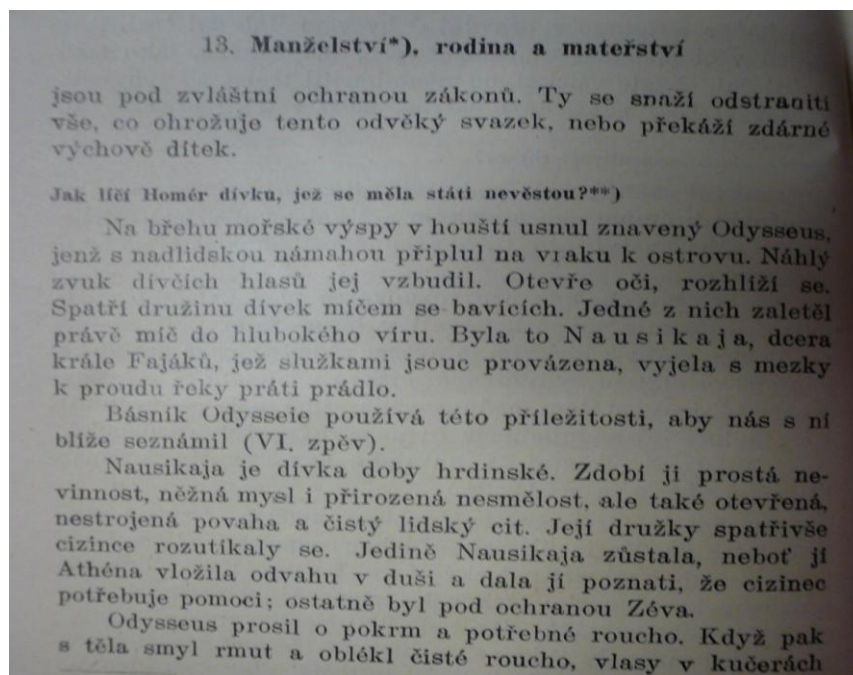 13. Manželství*), rodina a mateřství
jsou pod zvláštní ochranou zákonů. Ty se snaží odstraniti
vše, co ohrožuje tento odvěký svazek, nebo překáží zdárné
výchově dítek.
Jak líčí Homér dívku, jež se měla státi nevěstou?**)
Na břehu mořské výspy v houští usnul znavený Odysseus,
jenž s nadlidskou námahou připlul na vraku k ostrovu. Náhlý
zvuk dívčích hlasů jej vzbudil. Otevře oči, rozhlíží se.
Spatří družinu dívek míčem se bavících. Jedné z nich zaletěl
právě míč do hlubokého víru. Byla to Nausikaja, dcera
krále Fajáků, jež služkami jsouc provázena, vyjela s mezky
k proudu řeky práti prádlo.
Básník Odysseie používá této příležitosti, aby nás s ní
blíže seznámil (VI. zpěv).
Nausikaja je dívka doby hrdinské. Zdobí ji prostá ne-
vinnost, něžná mysl i přirozená nesmělost, ale také otevřená,
nestrojená povaha a čistý lidský cit. Její družky spatřivše
cizince rozutíkaly se. Jedině Nausikaja zůstala, neboť jí
Athéna vložila odvahu v duši a dala jí poznati, že cizinec
potřebuje pomoci; ostatně byl pod ochranou Zéva.
Odysseus prosil o pokrm a potřebné roucho. Když pak
s těla smyl rmut a oblékl čisté roucho, vlasy v kučerách